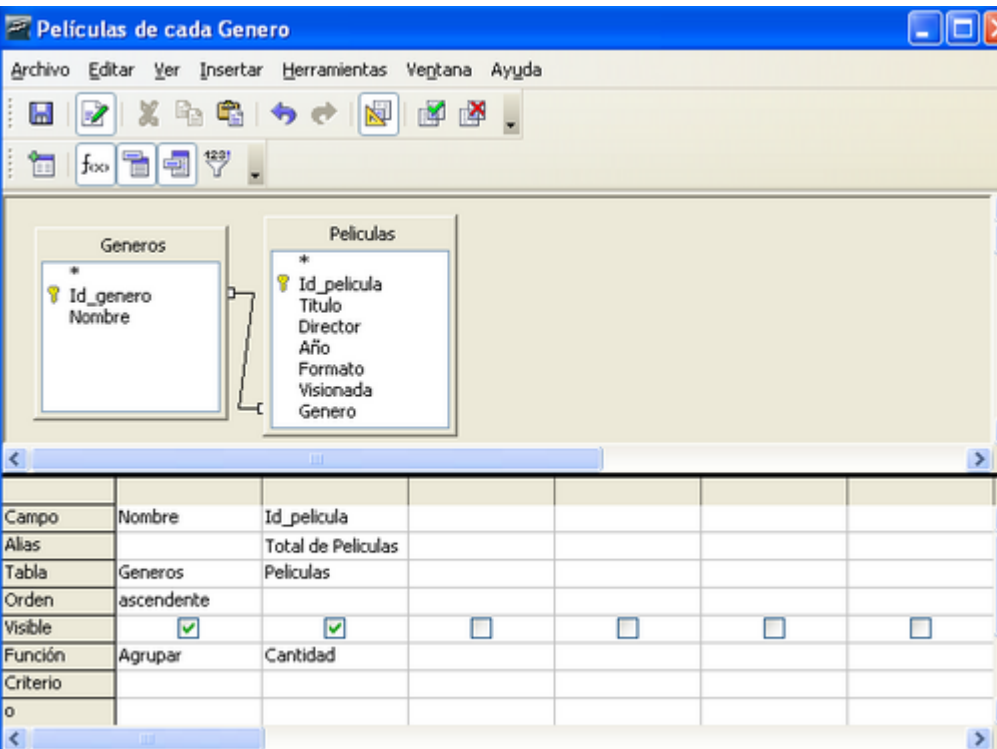 Películas de cada Genero
Archivo Editar Ver Insertar Herramientas Ventana Ayuda
f(x) 123!
Generos
*
Id_genero
Nombre
Peliculas
*
Id_pelicula
Titulo
Director
Año
Formato
Visionada
Genero
Campo Nombre Id_pelicula
Alias Total de Peliculas
Tabla Generos Peliculas
Orden ascendente
Visible
Función Agrupar Cantidad
Criterio
o